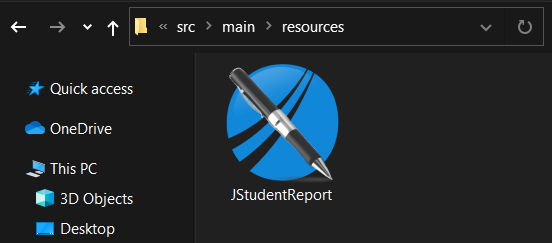 « src > main > resources
Quick access
OneDrive
This PC
3D Objects
Desktop
JStudentReport